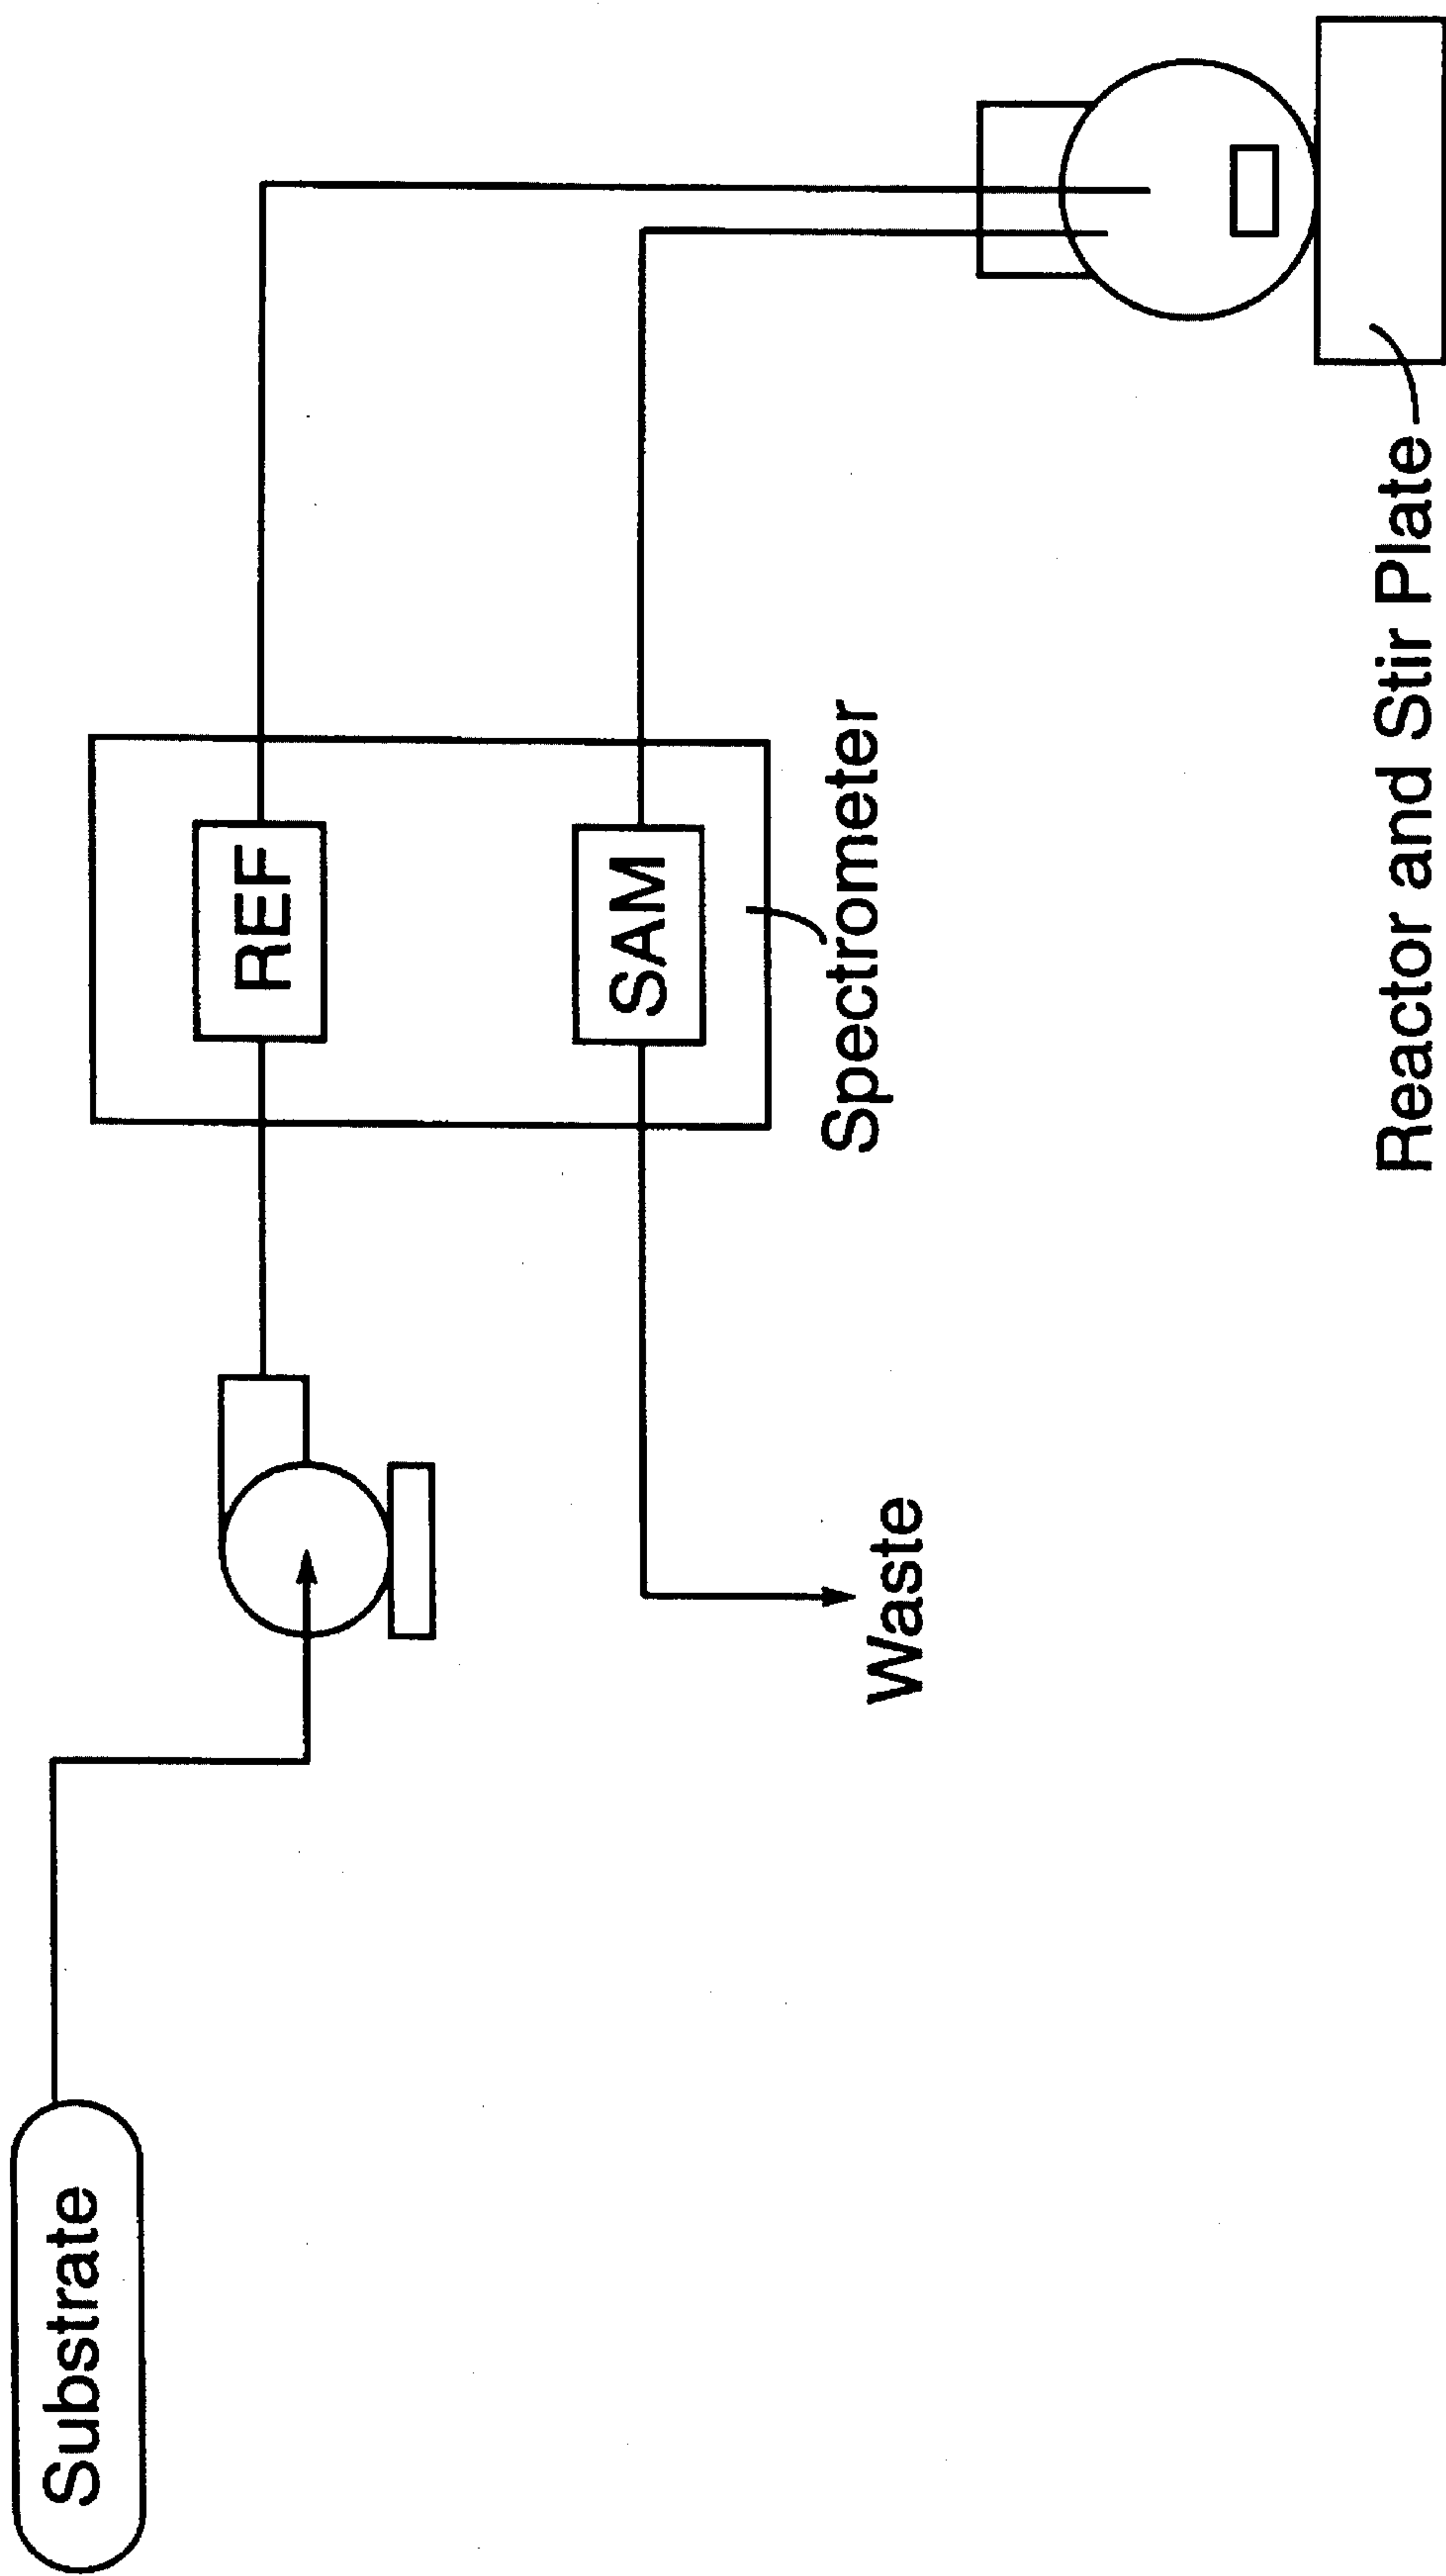 Substrate
REF
SAM
Spectrometer
Waste
Reactor and Stir Plate